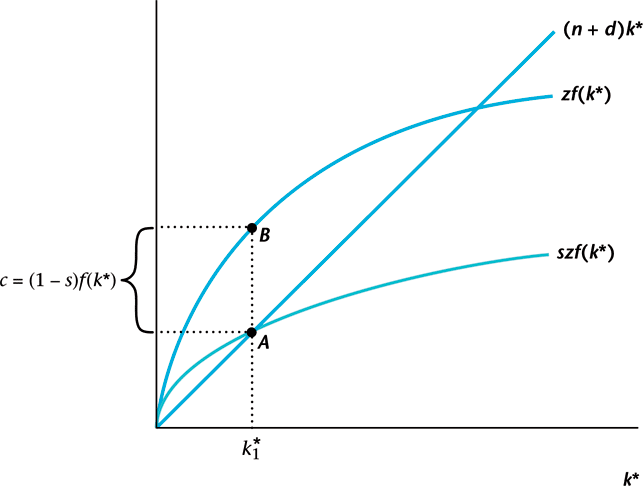 (n + d)k*
zf(k*)
B
szf(k*)
c = (1 – s)f(k*)
A
k₁*
k*